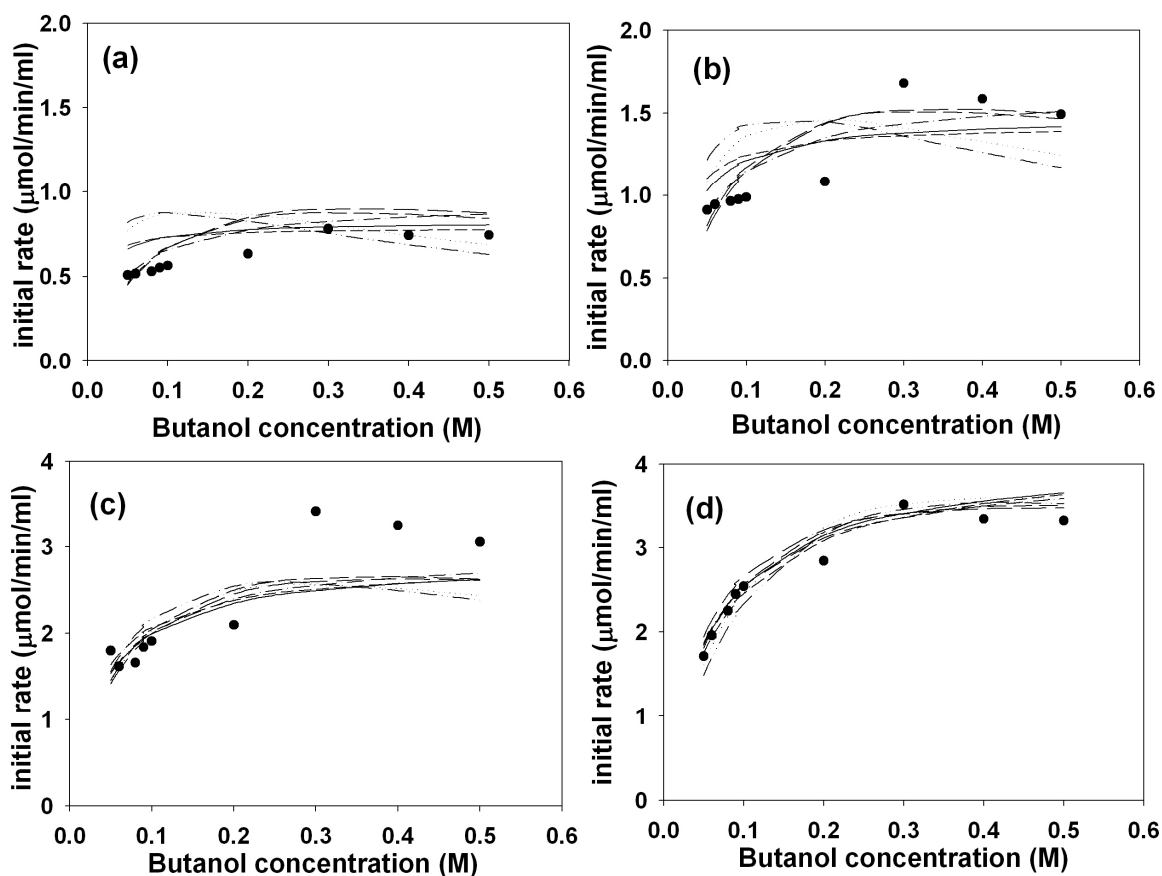 (a)
2.0
1.5
1.0
0.5
0.0
initial rate (μmol/min/ml)
0.0 0.1 0.2 0.3 0.4 0.5 0.6
Butanol concentration (M)
(b)
2.0
1.5
1.0
0.5
0.0
initial rate (μmol/min/ml)
0.0 0.1 0.2 0.3 0.4 0.5 0.6
Butanol concentration (M)
(c)
4
3
2
1
0
initial rate (μmol/min/ml)
0.0 0.1 0.2 0.3 0.4 0.5 0.6
Butanol concentration (M)
(d)
4
3
2
1
0
initial rate (μmol/min/ml)
0.0 0.1 0.2 0.3 0.4 0.5 0.6
Butanol concentration (M)